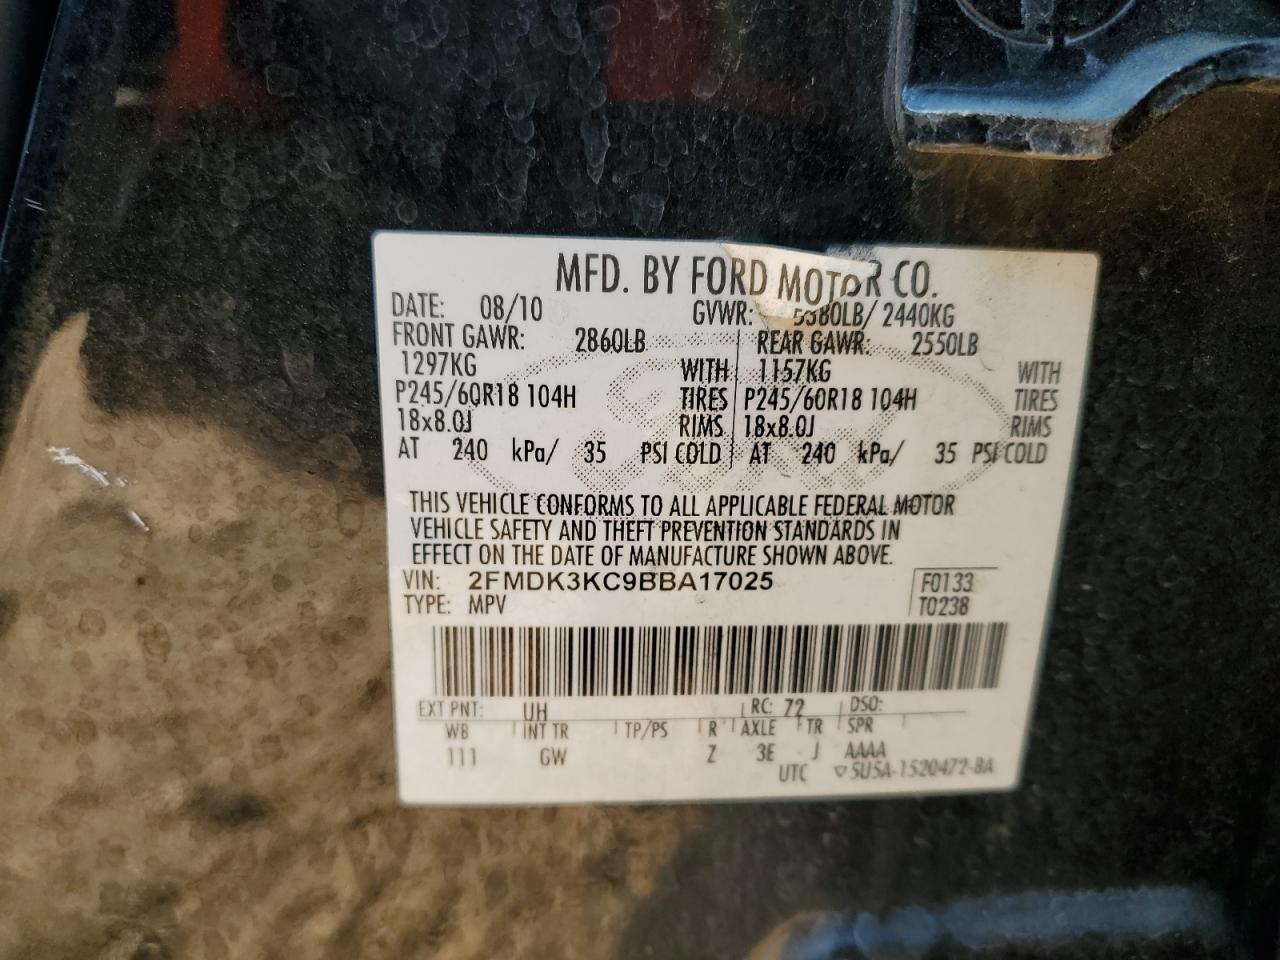 MFD. BY FORD MOTOR CO.
DATE: 08/10 GVWR: 5380LB/ 2440KG
FRONT GAWR: 2860LB REAR GAWR: 2550LB
1297KG WITH 1157KG WITH
P245/60R18 104H TIRES P245/60R18 104H TIRES
18x8.0J RIMS 18x8.0J RIMS
AT 240 kPa/ 35 PSI COLD AT 240 kPa/ 35 PSI COLD
THIS VEHICLE CONFORMS TO ALL APPLICABLE FEDERAL MOTOR
VEHICLE SAFETY AND THEFT PREVENTION STANDARDS IN
EFFECT ON THE DATE OF MANUFACTURE SHOWN ABOVE.
VIN: 2FMDK3KC9BBA17025 F0133
TYPE: MPV T0238
EXT PNT: UH RC: 72 DSO:
WB INT TR TP/PS R AXLE TR SPR
111 GW Z 3E J AAAA
UTC ▽5U5A-1520472-BA